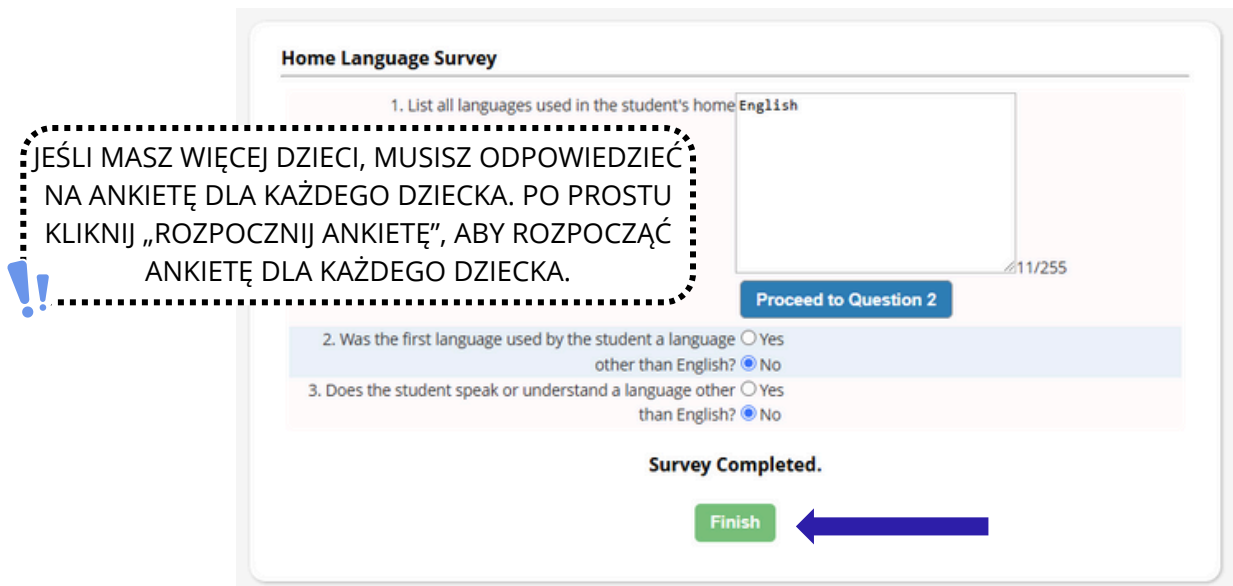 Home Language Survey
1. List all languages used in the student's home
English
JEŚLI MASZ WIĘCEJ DZIECI, MUSISZ ODPOWIEDZIEĆ
NA ANKIETĘ DLA KAŻDEGO DZIECKA. PO PROSTU
KLIKNIJ „ROZPOCZNIJ ANKIETĘ”, ABY ROZPOCZĄĆ
ANKIETĘ DLA KAŻDEGO DZIECKA.
11/255
Proceed to Question 2
2. Was the first language used by the student a language Yes
other than English? No
3. Does the student speak or understand a language other Yes
than English? No
Survey Completed.
Finish